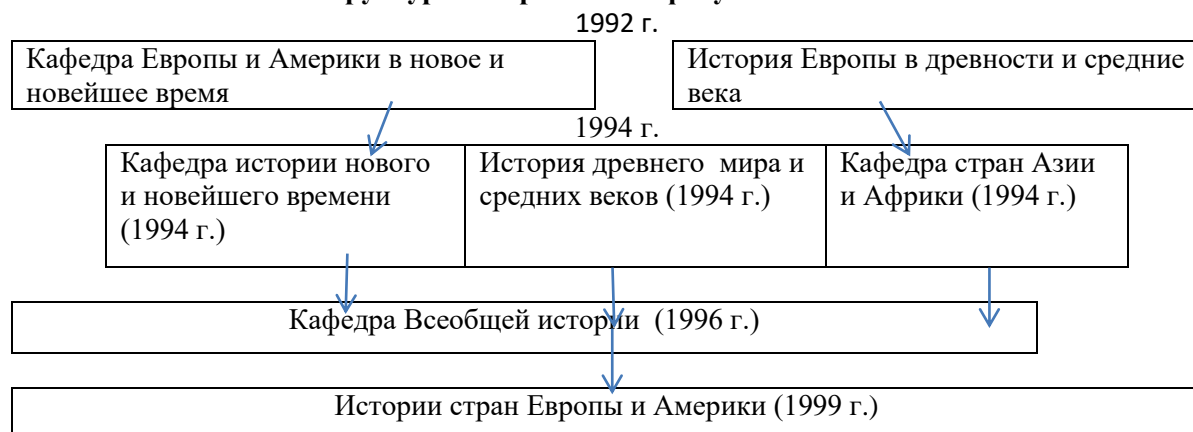 1992 г.
Кафедра Европы и Америки в новое и
новейшее время
История Европы в древности и средние
века
1994 г.
Кафедра истории нового
и новейшего времени
(1994 г.)
История древнего мира и
средних веков (1994 г.)
Кафедра стран Азии
и Африки (1994 г.)
Кафедра Всеобщей истории (1996 г.)
Истории стран Европы и Америки (1999 г.)